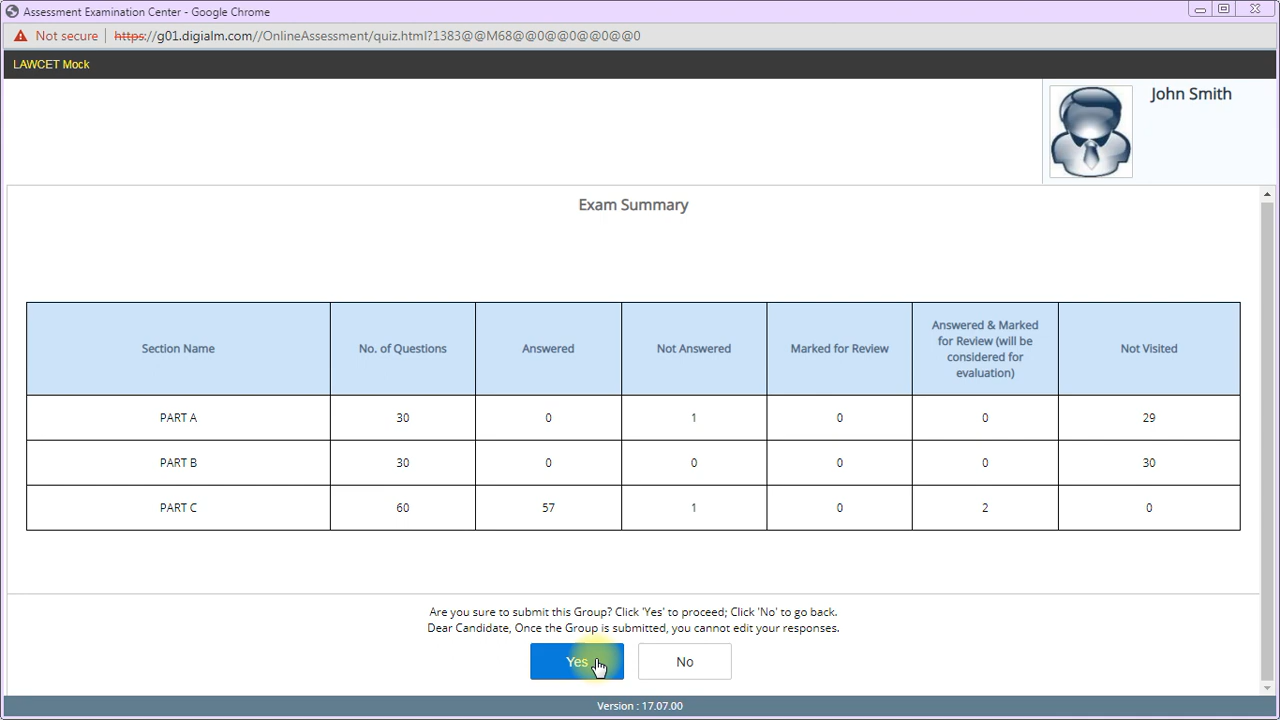 Assessment Examination Center - Google Chrome
Not secure https://g01.digialm.com//OnlineAssessment/quiz.html?1383@@M68@@0@@0@@0@@0
LAWCET Mock
John Smith
Exam Summary
Section Name No. of Questions Answered Not Answered Marked for Review Answered & Marked for Review (will be considered for evaluation) Not Visited
PART A 30 0 1 0 0 29
PART B 30 0 0 0 0 30
PART C 60 57 1 0 2 0
Are you sure to submit this Group? Click 'Yes' to proceed; Click 'No' to go back.
Dear Candidate, Once the Group is submitted, you cannot edit your responses.
Yes No
Version : 17.07.00